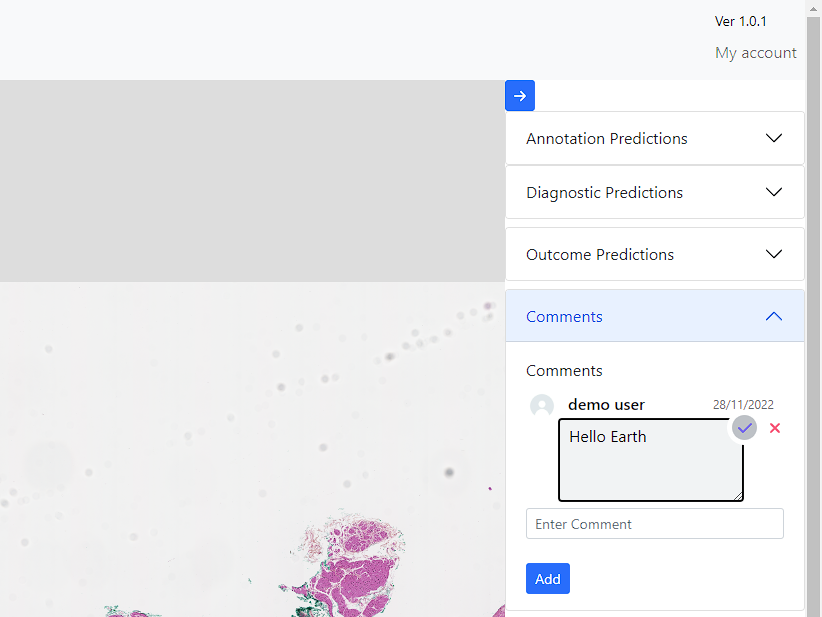 Ver 1.0.1
My account
Annotation Predictions
Diagnostic Predictions
Outcome Predictions
Comments
Comments
demo user 28/11/2022
Hello Earth
Enter Comment
Add